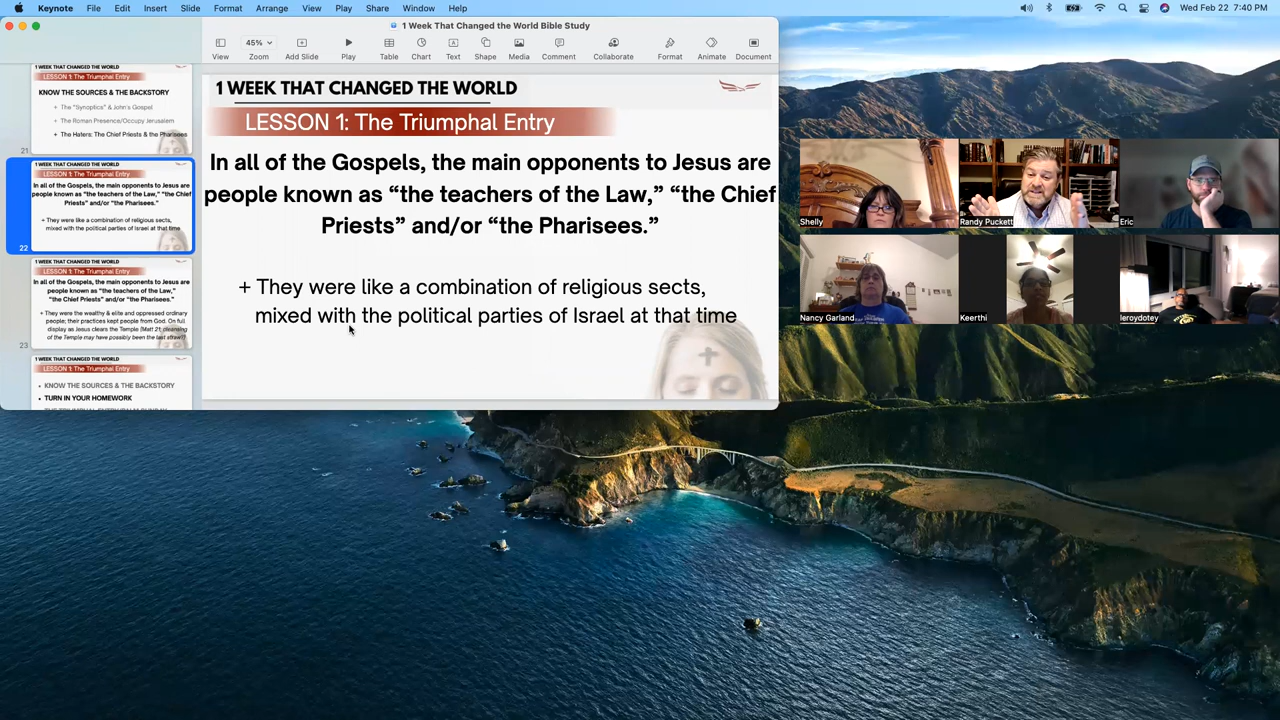 Keynote File Edit Insert Slide Format Arrange View Play Share Window Help Wed Feb 22 7:40 PM
1 Week That Changed the World Bible Study
45%
View Zoom Add Slide Play Table Chart Text Shape Media Comment Collaborate Format Animate Document
1 WEEK THAT CHANGED THE WORLD
LESSON 1: The Triumphal Entry
KNOW THE SOURCES & THE BACKSTORY
+ The "Synoptics" & John's Gospel
+ The Roman Presence/Occupy Jerusalem
+ The Haters: The Chief Priests & the Pharisees
21
1 WEEK THAT CHANGED THE WORLD
LESSON 1: The Triumphal Entry
In all of the Gospels, the main opponents to Jesus are
people known as “the teachers of the Law,” “the Chief
Priests” and/or “the Pharisees.”
+ They were like a combination of religious sects,
mixed with the political parties of Israel at that time
22
1 WEEK THAT CHANGED THE WORLD
LESSON 1: The Triumphal Entry
In all of the Gospels, the main opponents to Jesus are
people known as “the teachers of the Law,”
“the Chief Priests” and/or “the Pharisees.”
+ They were the wealthy & elite and oppressed ordinary
people; their practices kept people from God. On full
display as Jesus clears the Temple (Matt 21; cleansing
of the Temple may have possibly been the last straw!)
23
1 WEEK THAT CHANGED THE WORLD
LESSON 1: The Triumphal Entry
• KNOW THE SOURCES & THE BACKSTORY
• TURN IN YOUR HOMEWORK
1 WEEK THAT CHANGED THE WORLD
LESSON 1: The Triumphal Entry
In all of the Gospels, the main opponents to Jesus are
people known as “the teachers of the Law,” “the Chief
Priests” and/or “the Pharisees.”
+ They were like a combination of religious sects,
mixed with the political parties of Israel at that time
Shelly
Randy Puckett
Eric
Nancy Garland
Keerthi
leroydotey